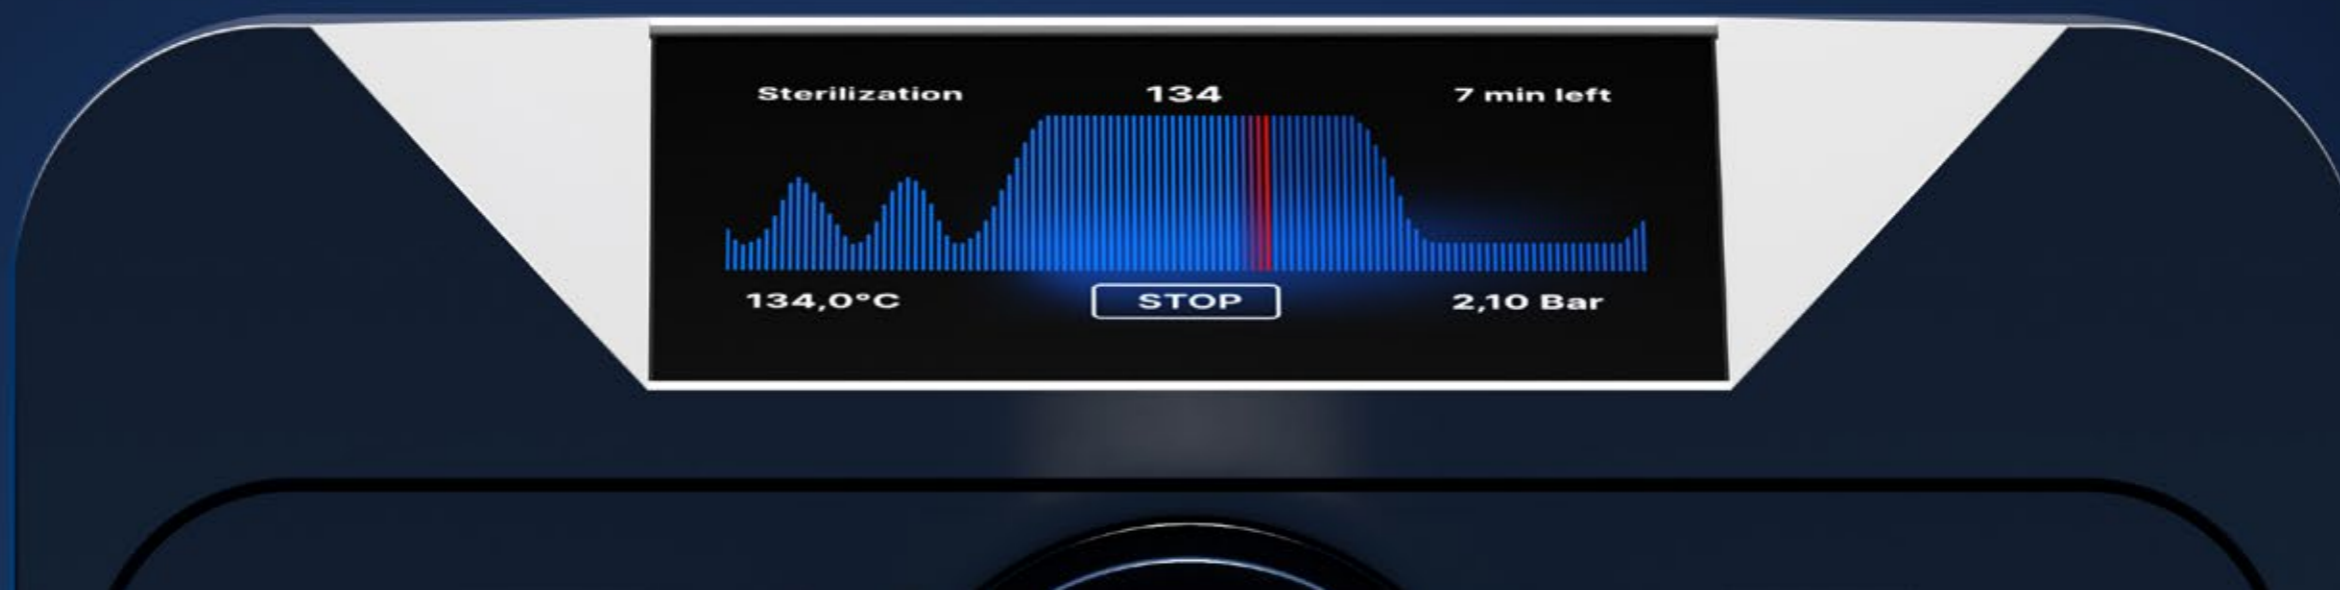 Sterilization 134 7 min left
134,0°C STOP 2,10 Bar